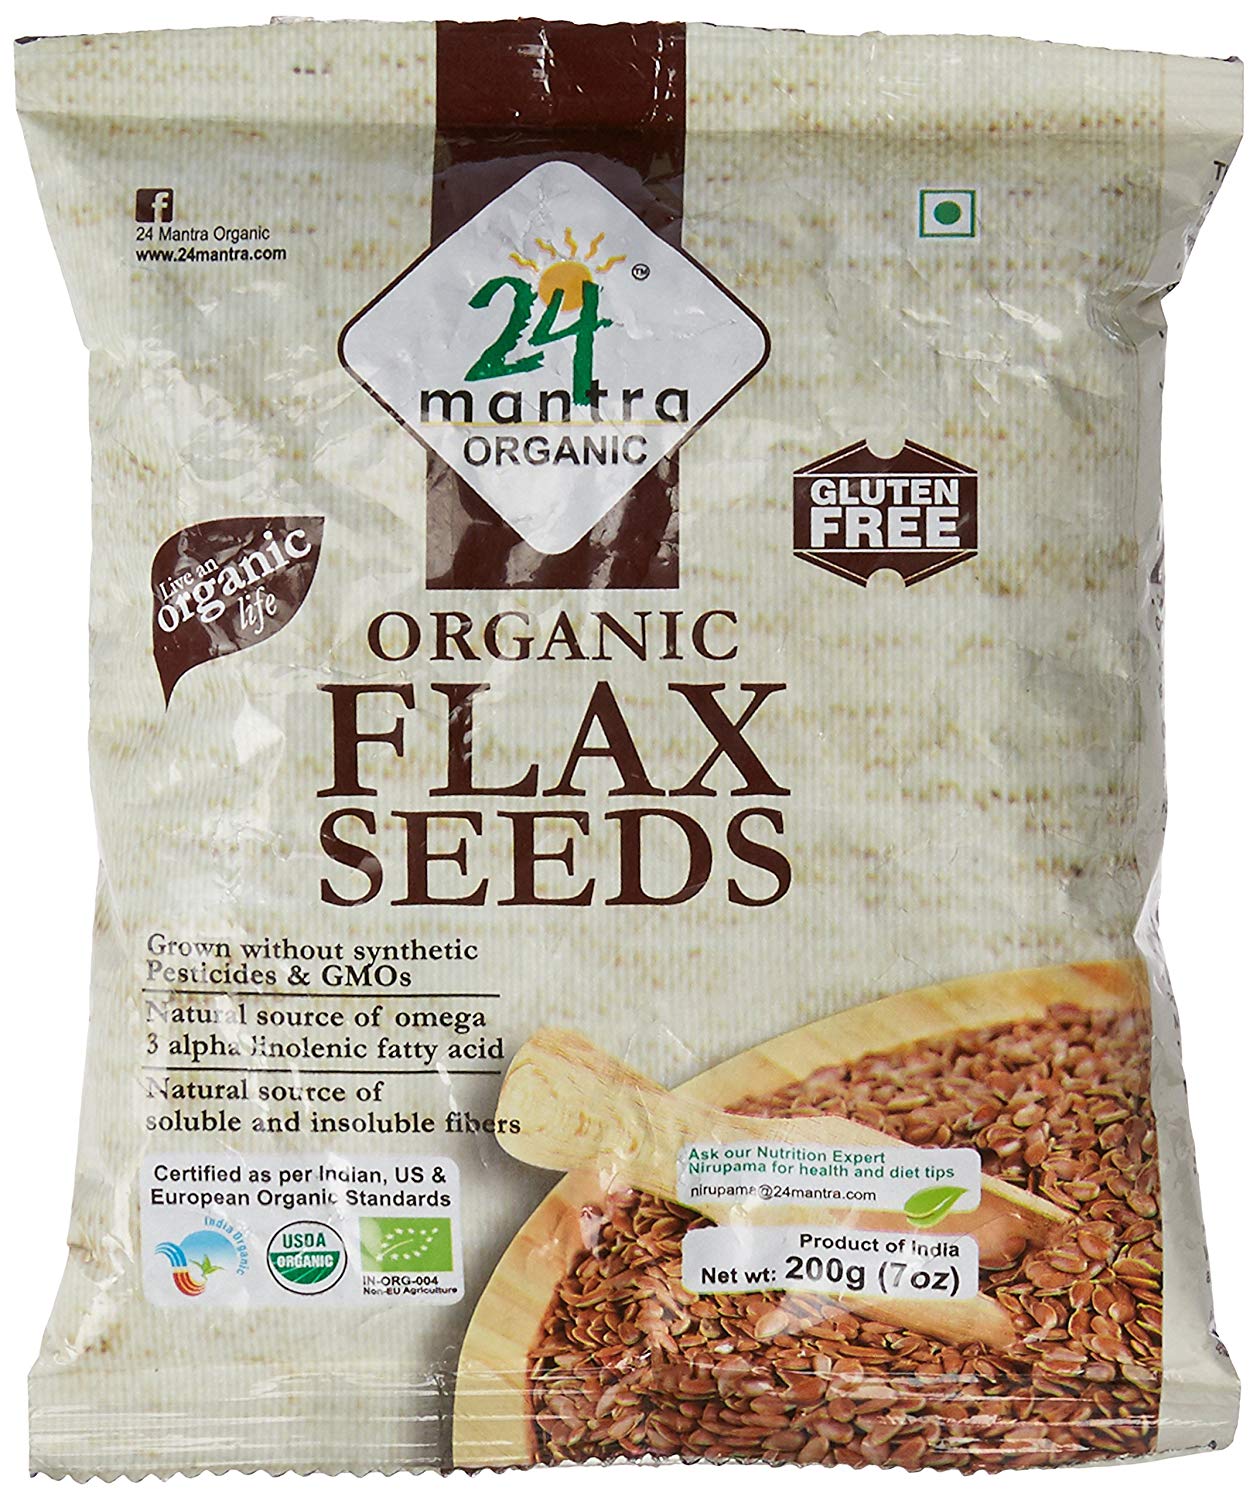 24 Mantra Organic
www.24mantra.com
24
TM
mantra
ORGANIC
GLUTEN
FREE
Live an
organic
life
ORGANIC
FLAX
SEEDS
Grown without synthetic
Pesticides & GMOs
Natural source of omega
3 alpha linolenic fatty acid
Natural source of
soluble and insoluble fibers
Certified as per Indian, US &
European Organic Standards
India Organic
USDA
ORGANIC
IN-ORG-004
Non-EU Agriculture
Ask our Nutrition Expert
Nirupama for health and diet tips
nirupama@24mantra.com
Product of India
Net wt: 200g (7oz)